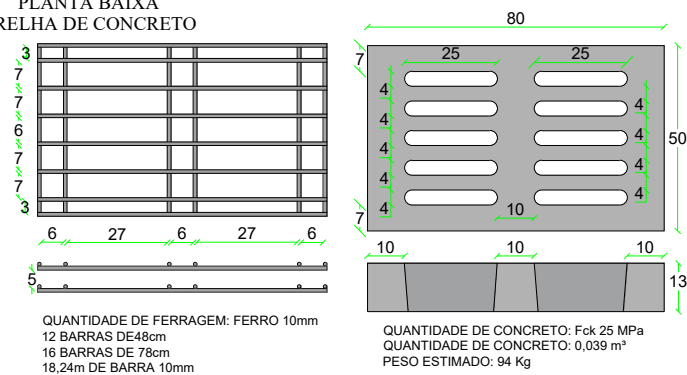 PLANTA BAIXA
RELHA DE CONCRETO
3
7
7
6
7
7
3
6 27 6 27 6
5
QUANTIDADE DE FERRAGEM: FERRO 10mm
12 BARRAS DE48cm
16 BARRAS DE 78cm
18,24m DE BARRA 10mm
80
7
25 25
4
4
4
4
4
4
4
4
4
50
7
10
10 10 10
13
QUANTIDADE DE CONCRETO: Fck 25 MPa
QUANTIDADE DE CONCRETO: 0,039 m³
PESO ESTIMADO: 94 Kg